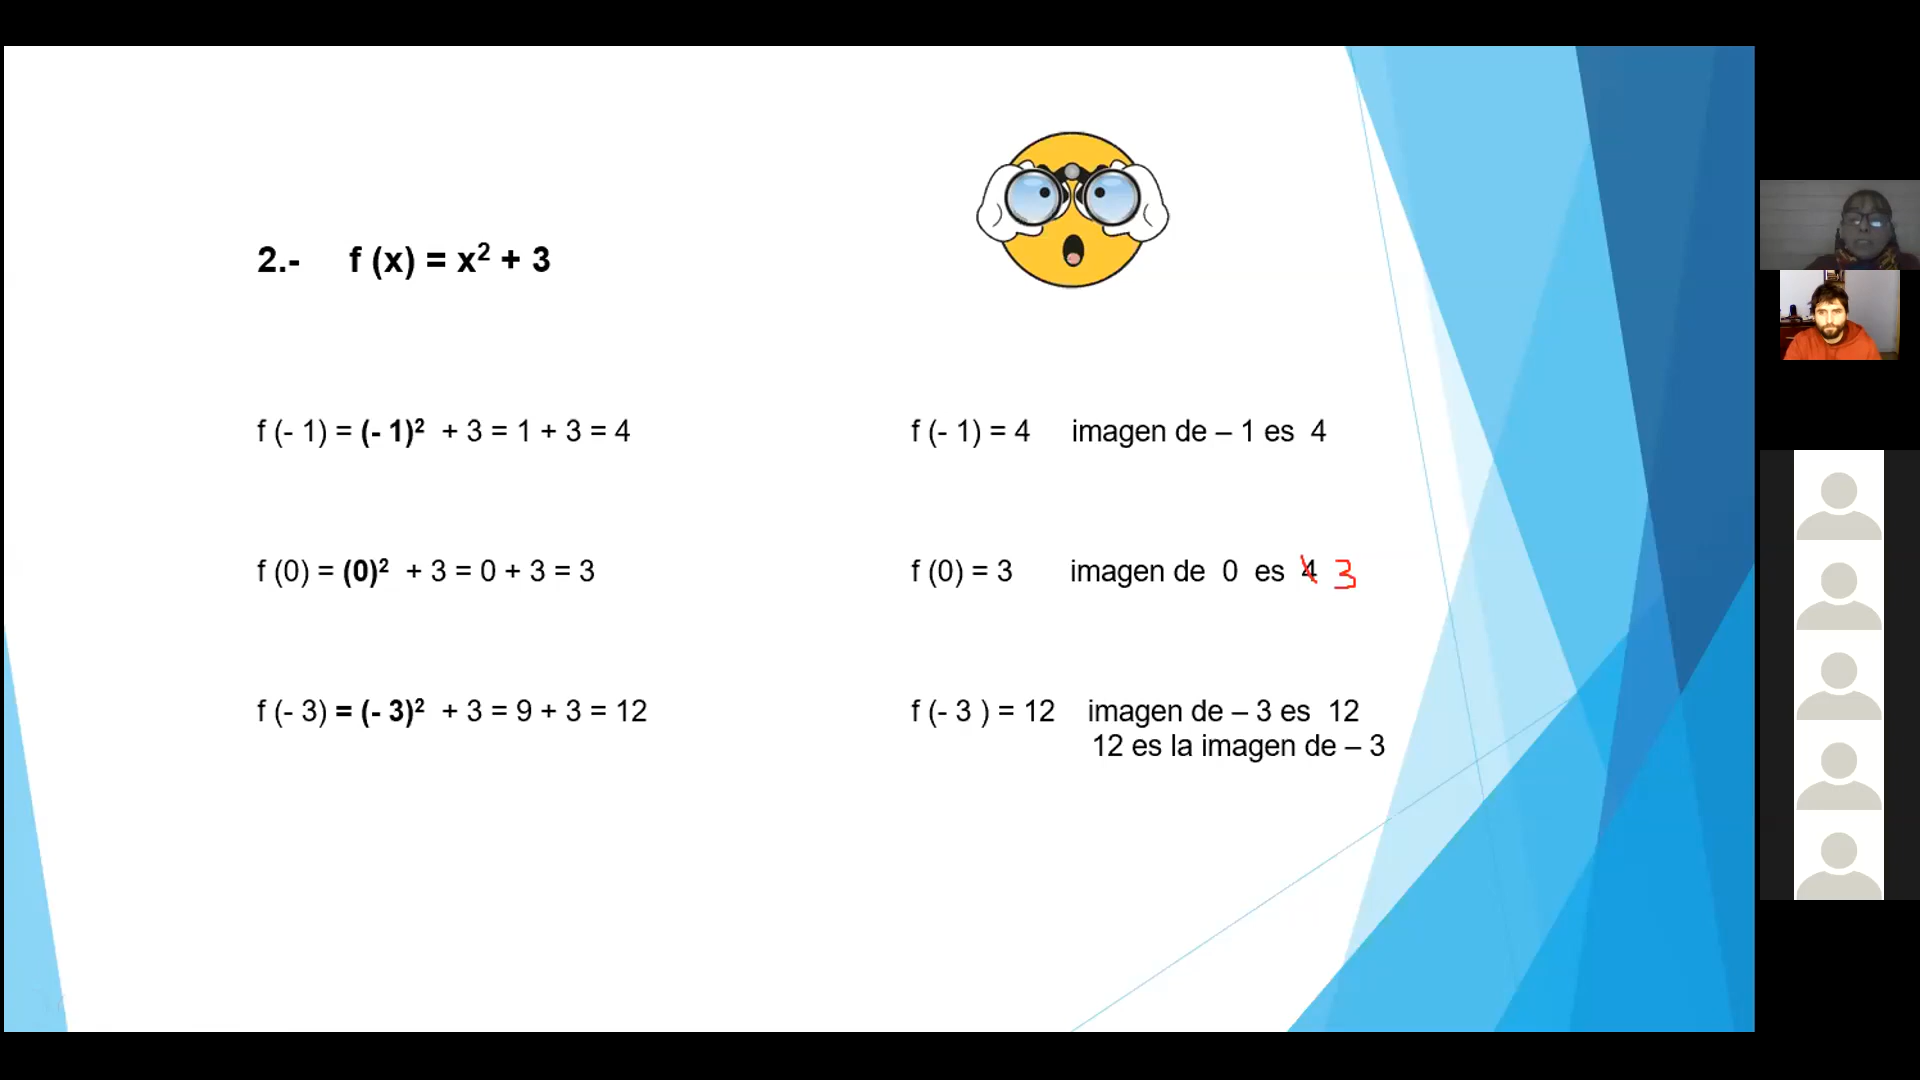 2.- f (x) = x² + 3
f (- 1) = (- 1)² + 3 = 1 + 3 = 4 f (- 1) = 4 imagen de – 1 es 4
f (0) = (0)² + 3 = 0 + 3 = 3 f (0) = 3 imagen de 0 es 4 3
f (- 3) = (- 3)² + 3 = 9 + 3 = 12 f (- 3 ) = 12 imagen de – 3 es 12
12 es la imagen de – 3